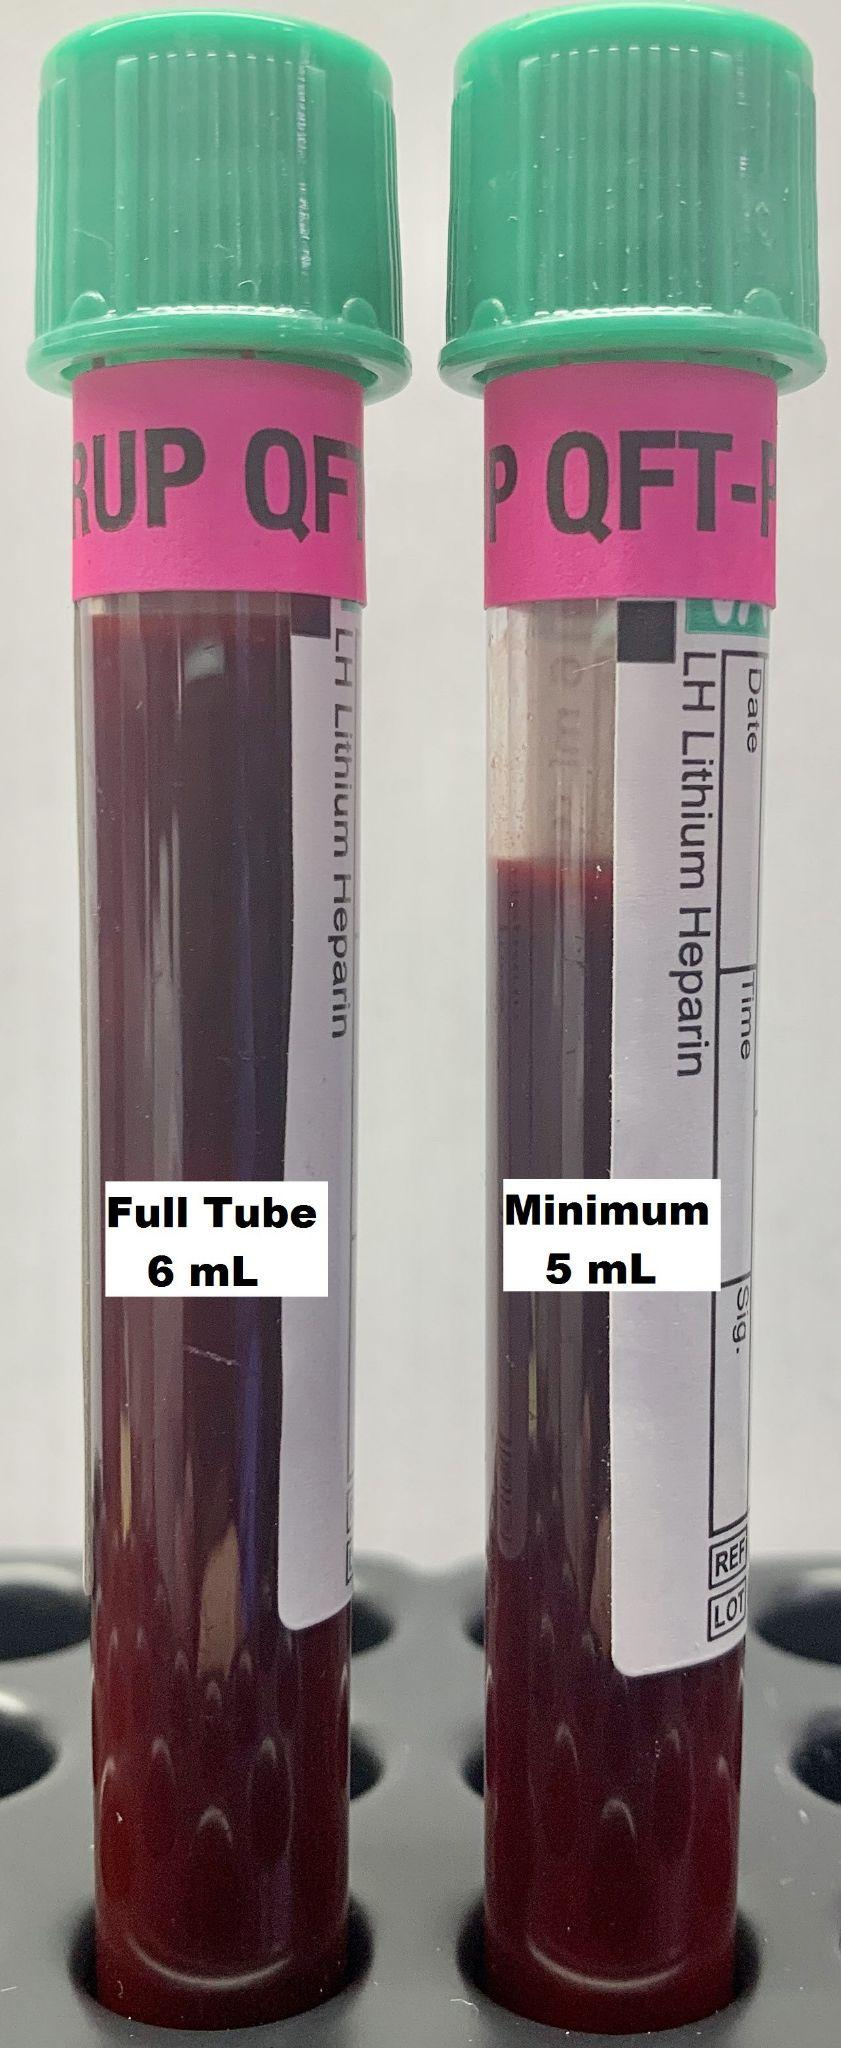 RUP QFT
LH Lithium Heparin
Full Tube
6 mL
P QFT-P
LH Lithium Heparin
Date
Time
Sig.
REF
LOT
Minimum
5 mL